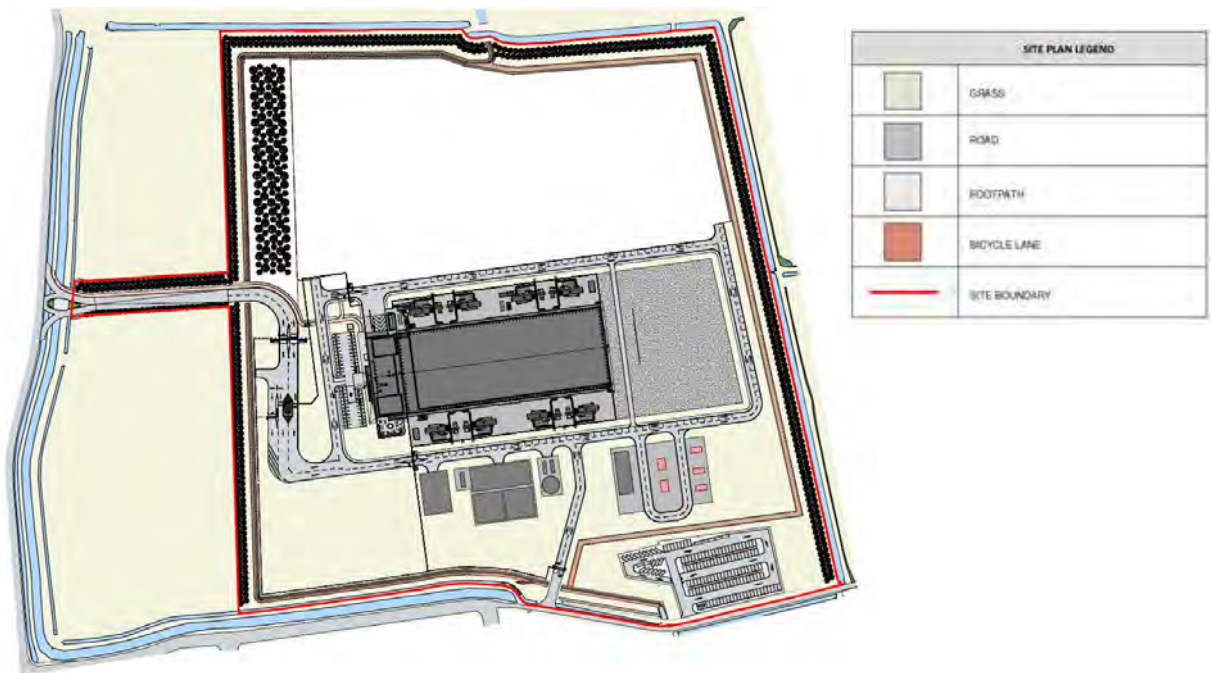 SITE PLAN LEGEND
GRASS
ROAD
FOOTPATH
BICYCLE LANE
SITE BOUNDARY